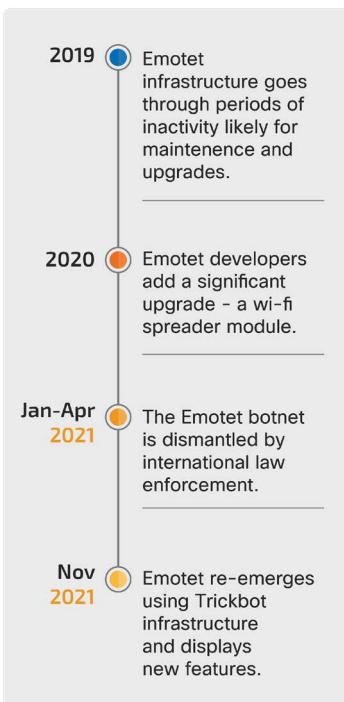 2019
Emotet
infrastructure goes
through periods of
inactivity likely for
maintenence and
upgrades.
2020
Emotet developers
add a significant
upgrade - a wi-fi
spreader module.
Jan-Apr
2021
The Emotet botnet
is dismantled by
international law
enforcement.
Nov
2021
Emotet re-emerges
using Trickbot
infrastructure
and displays
new features.